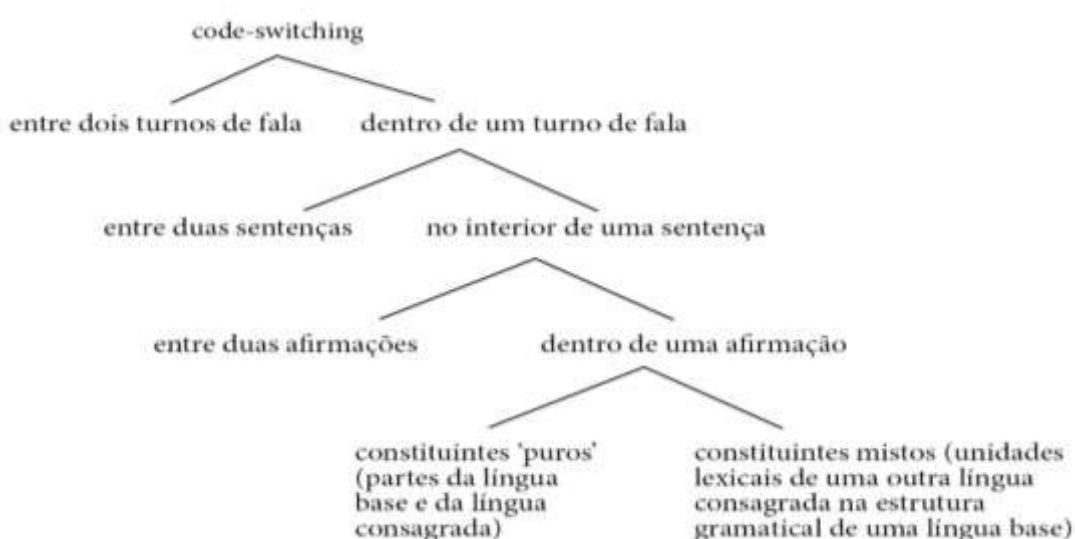 code-switching
entre dois turnos de fala
dentro de um turno de fala
entre duas sentenças
no interior de uma sentença
entre duas afirmações
dentro de uma afirmação
constituintes 'puros'
(partes da língua
base e da língua
consagrada)
constituintes mistos (unidades
lexicais de uma outra língua
consagrada na estrutura
gramatical de uma língua base)